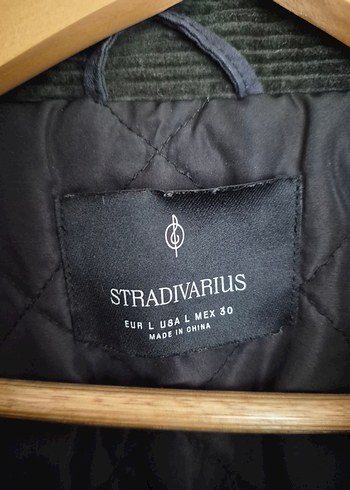 STRADIVARIUS
EUR L USA L MEX 30
MADE IN CHINA